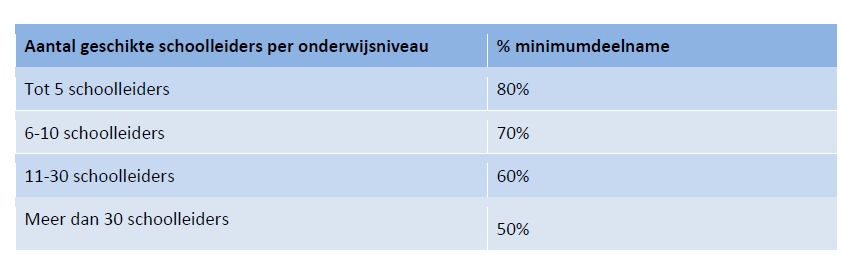 Aantal geschikte schoolleiders per onderwijsniveau % minimumdeelname
Tot 5 schoolleiders 80%
6-10 schoolleiders 70%
11-30 schoolleiders 60%
Meer dan 30 schoolleiders 50%